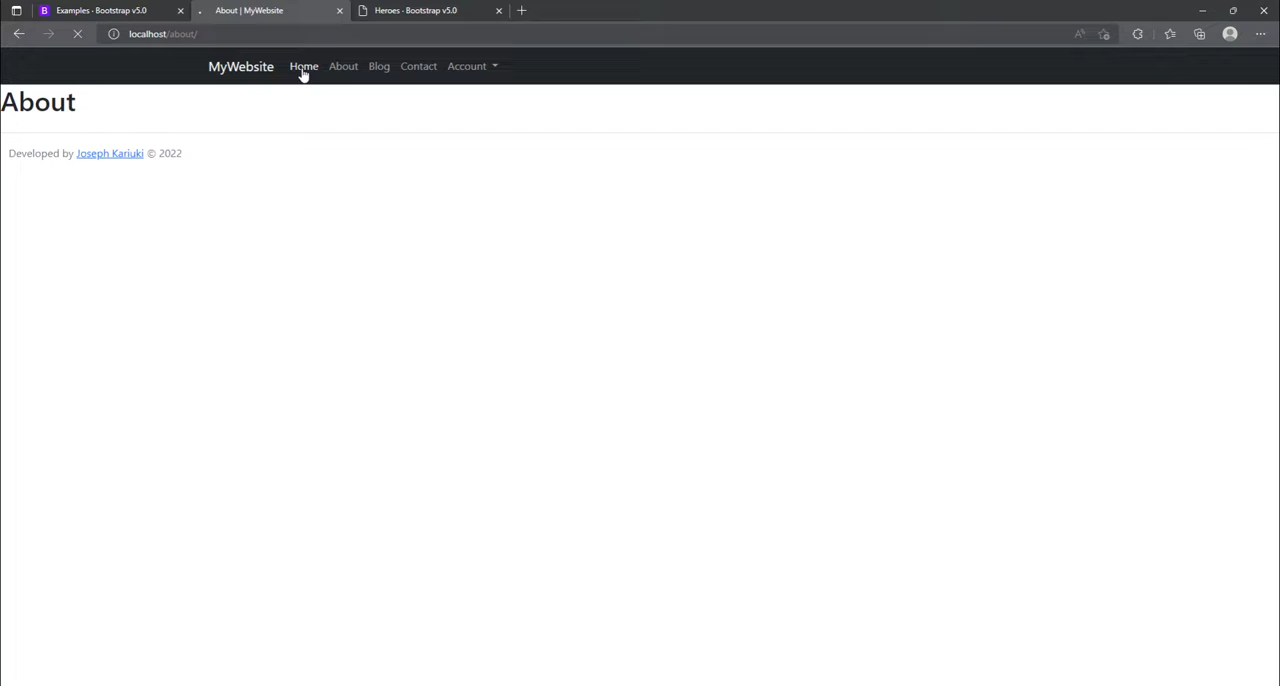 Examples - Bootstrap v5.0
About | MyWebsite
Heroes - Bootstrap v5.0
localhost/about/
MyWebsite Home About Blog Contact Account
About
Developed by Joseph Kariuki © 2022